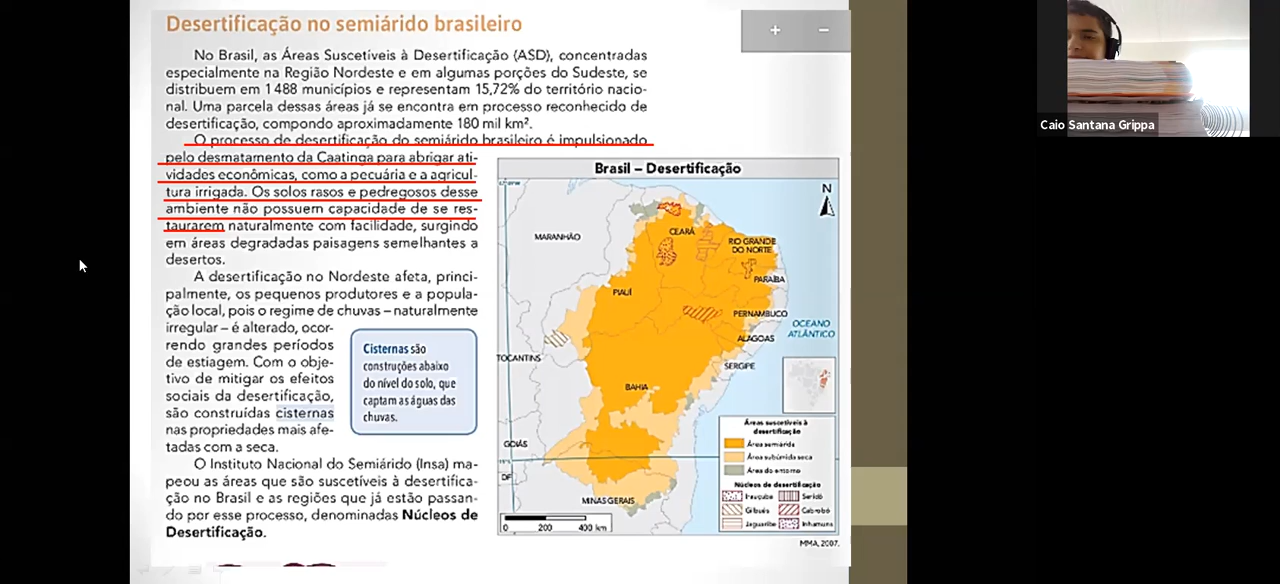 Desertificação no semiárido brasileiro
No Brasil, as Áreas Suscetíveis à Desertificação (ASD), concentradas
especialmente na Região Nordeste e em algumas porções do Sudeste, se
distribuem em 1 488 municípios e representam 15,72% do território nacio-
nal. Uma parcela dessas áreas já se encontra em processo reconhecido de
desertificação, compondo aproximadamente 180 mil km².
O processo de desertificação do semiárido brasileiro é impulsionado
pelo desmatamento da Caatinga para abrigar ati-
vidades econômicas, como a pecuária e a agricul-
tura irrigada. Os solos rasos e pedregosos desse
ambiente não possuem capacidade de se res-
taurarem naturalmente com facilidade, surgindo
em áreas degradadas paisagens semelhantes a
desertos.
A desertificação no Nordeste afeta, princi-
palmente, os pequenos produtores e a popula-
ção local, pois o regime de chuvas – naturalmente
irregular – é alterado, ocor-
rendo grandes períodos
de estiagem. Com o obje-
tivo de mitigar os efeitos
sociais da desertificação,
são construídas cisternas
nas propriedades mais afe-
tadas com a seca.
O Instituto Nacional do Semiárido (Insa) ma-
peou as áreas que são suscetíveis à desertifica-
ção no Brasil e as regiões que já estão passan-
do por esse processo, denominadas Núcleos de
Desertificação.
Cisternas são
construções abaixo
do nível do solo, que
captam as águas das
chuvas.
Brasil – Desertificação
N
MARANHÃO
CEARÁ
RIO GRANDE
DO NORTE
PARAÍBA
PIAUÍ
PERNAMBUCO
OCEANO
ATLÂNTICO
ALAGOAS
TOCANTINS
SERGIPE
BAHIA
GOIÁS
DF
MINAS GERAIS
Áreas suscetíveis à
desertificação
Área semiárida
Área subúmida seca
Área do entorno
Núcleos de desertificação
Irauçuba Seridó
Gilbués Cabrobó
Jaguaribe Inhamuns
0 200 400 km
MMA, 2007.
+ −
Caio Santana Grippa